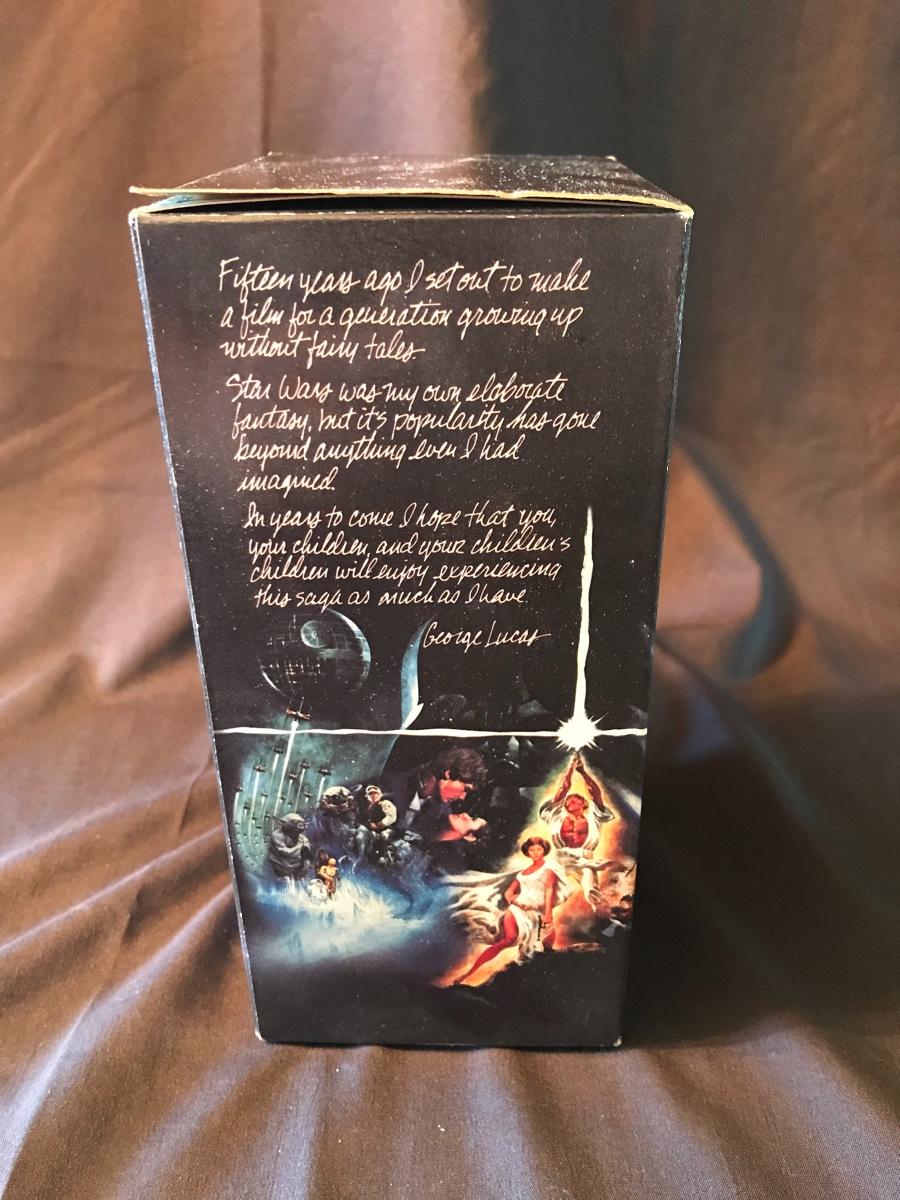 Fifteen years ago I set out to make
a film for a generation growing up
without fairy tales
Star Wars was my own elaborate
fantasy, but it's popularity has gone
beyond anything even I had
imagined.
In years to come I hope that you,
your children, and your children's
children will enjoy experiencing
this saga as much as I have
George Lucas